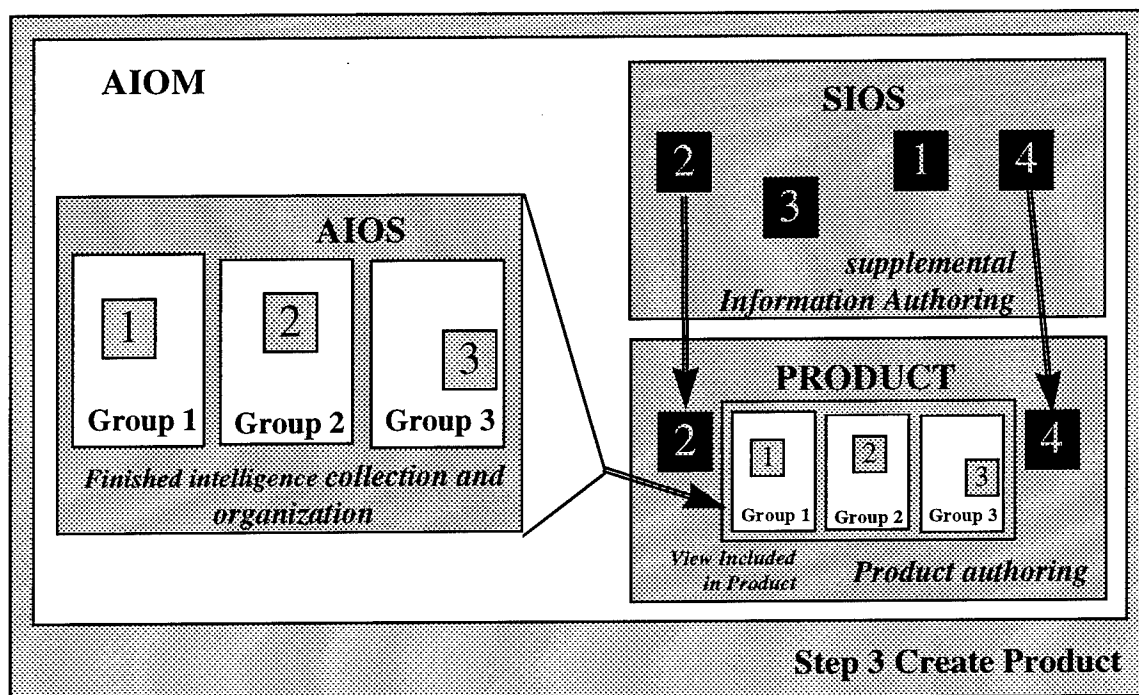 AIOM
SIOS
2
1
4
3
supplemental
Information Authoring
AIOS
1
2
3
Group 1
Group 2
Group 3
Finished intelligence collection and
organization
PRODUCT
2
4
1
2
3
Group 1
Group 2
Group 3
View Included
in Product
Product authoring
Step 3 Create Product